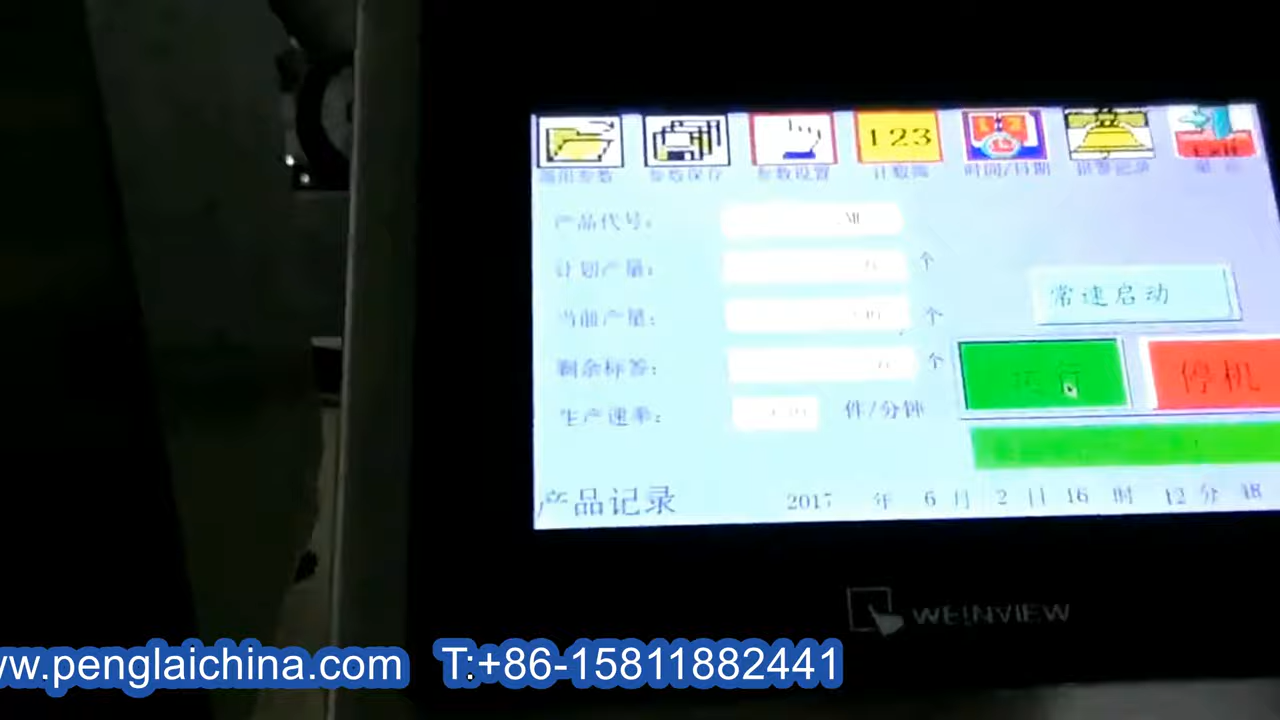 123
调用参数 参数保存 参数设置 计数器 时间/日期 报警记录
产品代号:
计划产量: 个
当前产量: 个
常速启动
剩余标签: 个
运行 停机
生产速率: 件/分钟
产品记录 2017 年 6 月 2 日 16 时 12 分 18
WEINVIEW
ww.penglaichina.com T:+86-15811882441